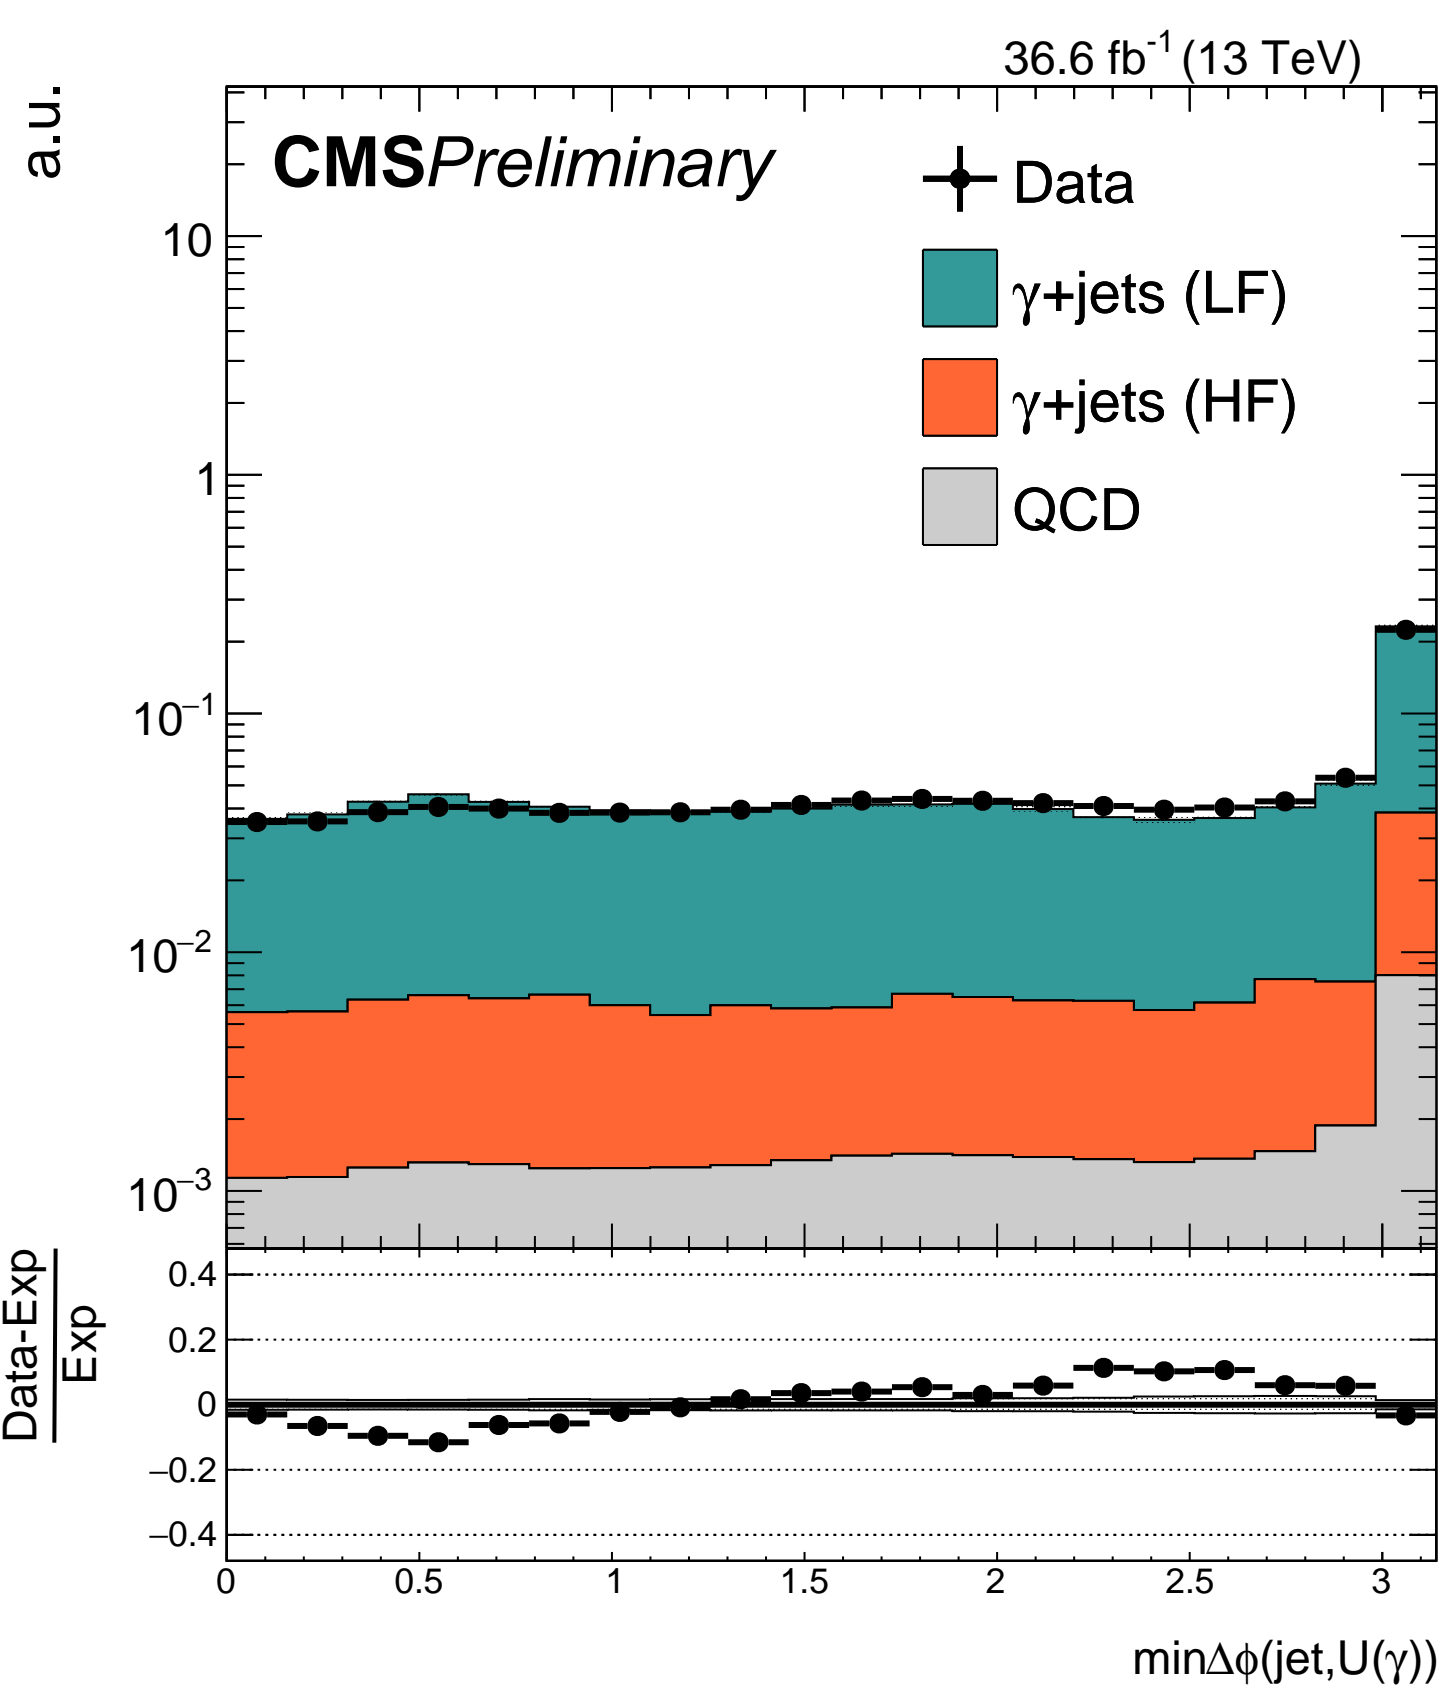 36.6 fb⁻¹ (13 TeV)
a.u.
CMS Preliminary
Data
γ+jets (LF)
γ+jets (HF)
QCD
10
1
10⁻¹
10⁻²
10⁻³
Data-Exp
Exp
0.4
0.2
0
−0.2
−0.4
0 0.5 1 1.5 2 2.5 3
minΔϕ(jet,U(γ))